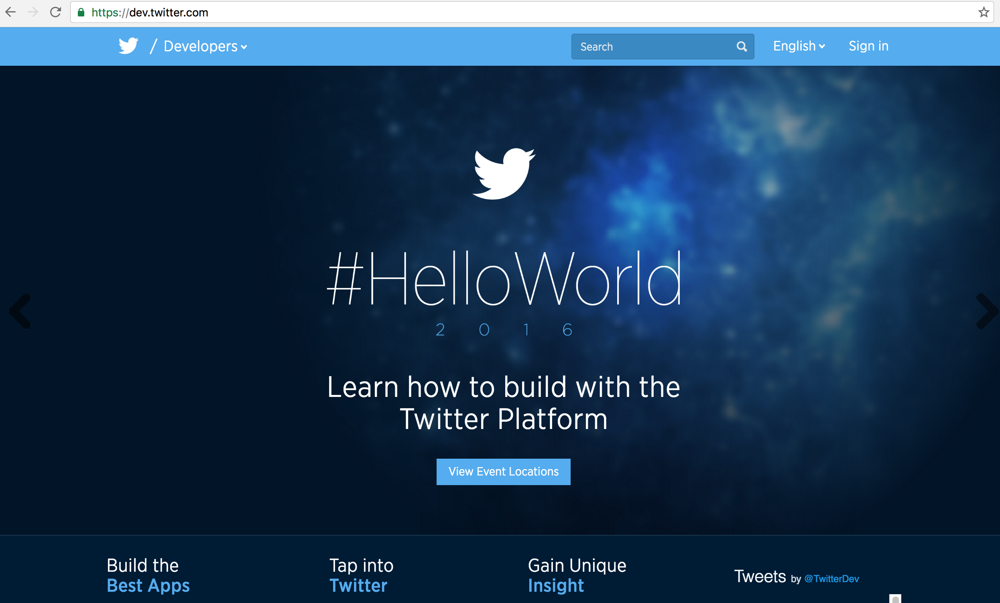 https://dev.twitter.com
/ Developers
Search
English
Sign in
#HelloWorld
2 0 1 6
Learn how to build with the
Twitter Platform
View Event Locations
Build the
Best Apps
Tap into
Twitter
Gain Unique
Insight
Tweets by @TwitterDev